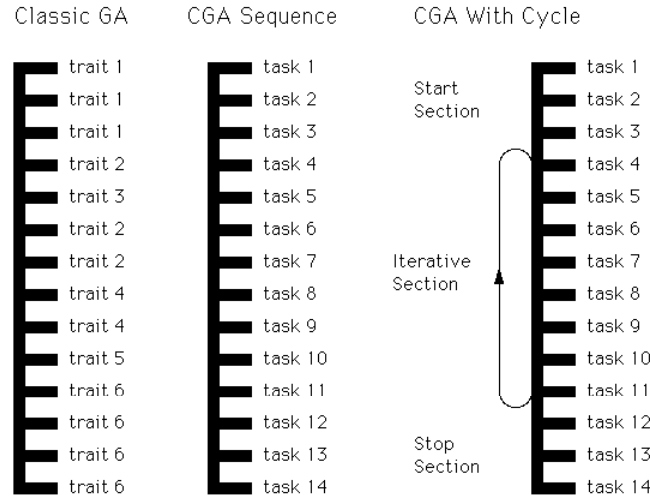 Classic GA
trait 1
trait 1
trait 1
trait 2
trait 3
trait 2
trait 2
trait 4
trait 4
trait 5
trait 6
trait 6
trait 6
trait 6
CGA Sequence
task 1
task 2
task 3
task 4
task 5
task 6
task 7
task 8
task 9
task 10
task 11
task 12
task 13
task 14
CGA With Cycle
Start
Section
Iterative
Section
Stop
Section
task 1
task 2
task 3
task 4
task 5
task 6
task 7
task 8
task 9
task 10
task 11
task 12
task 13
task 14